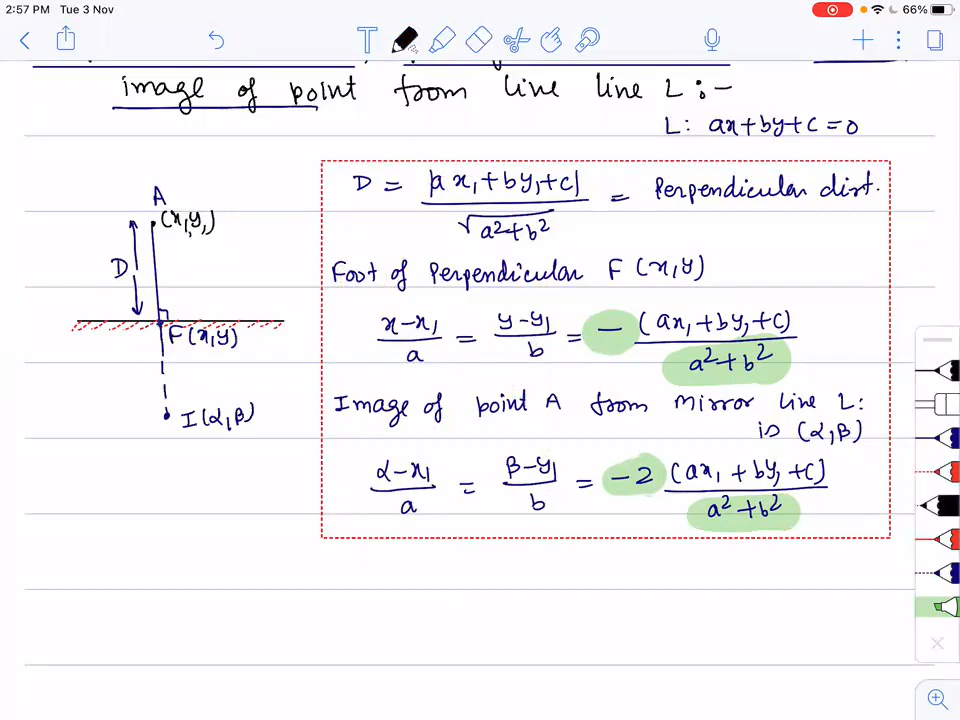 2:57 PM Tue 3 Nov
66%
image of point from line line L:-
L: ax+by+c=0
D = |ax₁+by₁+c| / √(a²+b²) = Perpendicular dist.
A
(x₁,y₁)
D
F(x,y)
I(α,β)
Foot of Perpendicular F(x,y)
(x-x₁)/a = (y-y₁)/b = -(ax₁+by₁+c)/(a²+b²)
Image of point A from Mirror line L:
is (α,β)
(α-x₁)/a = (β-y₁)/b = -2(ax₁+by₁+c)/(a²+b²)